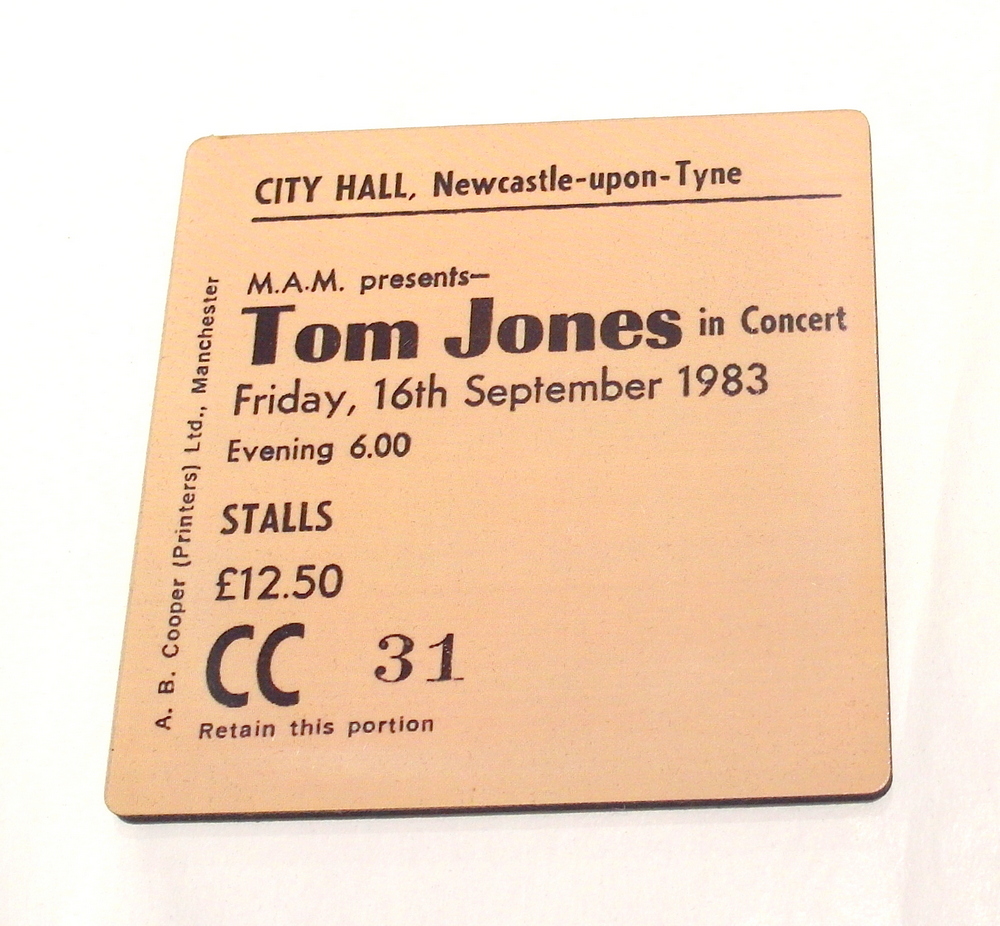 CITY HALL, Newcastle-upon-Tyne
M.A.M. presents—
Tom Jones in Concert
Friday, 16th September 1983
Evening 6.00
STALLS
£12.50
CC 31
Retain this portion
A. B. Cooper (Printers) Ltd., Manchester